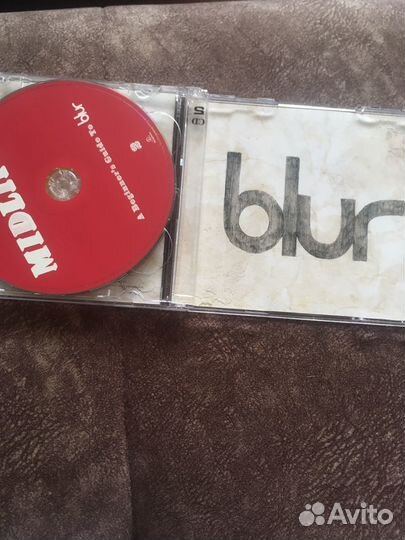 MIDLI
A Beginner's Guide To blur
2
blur
Avito